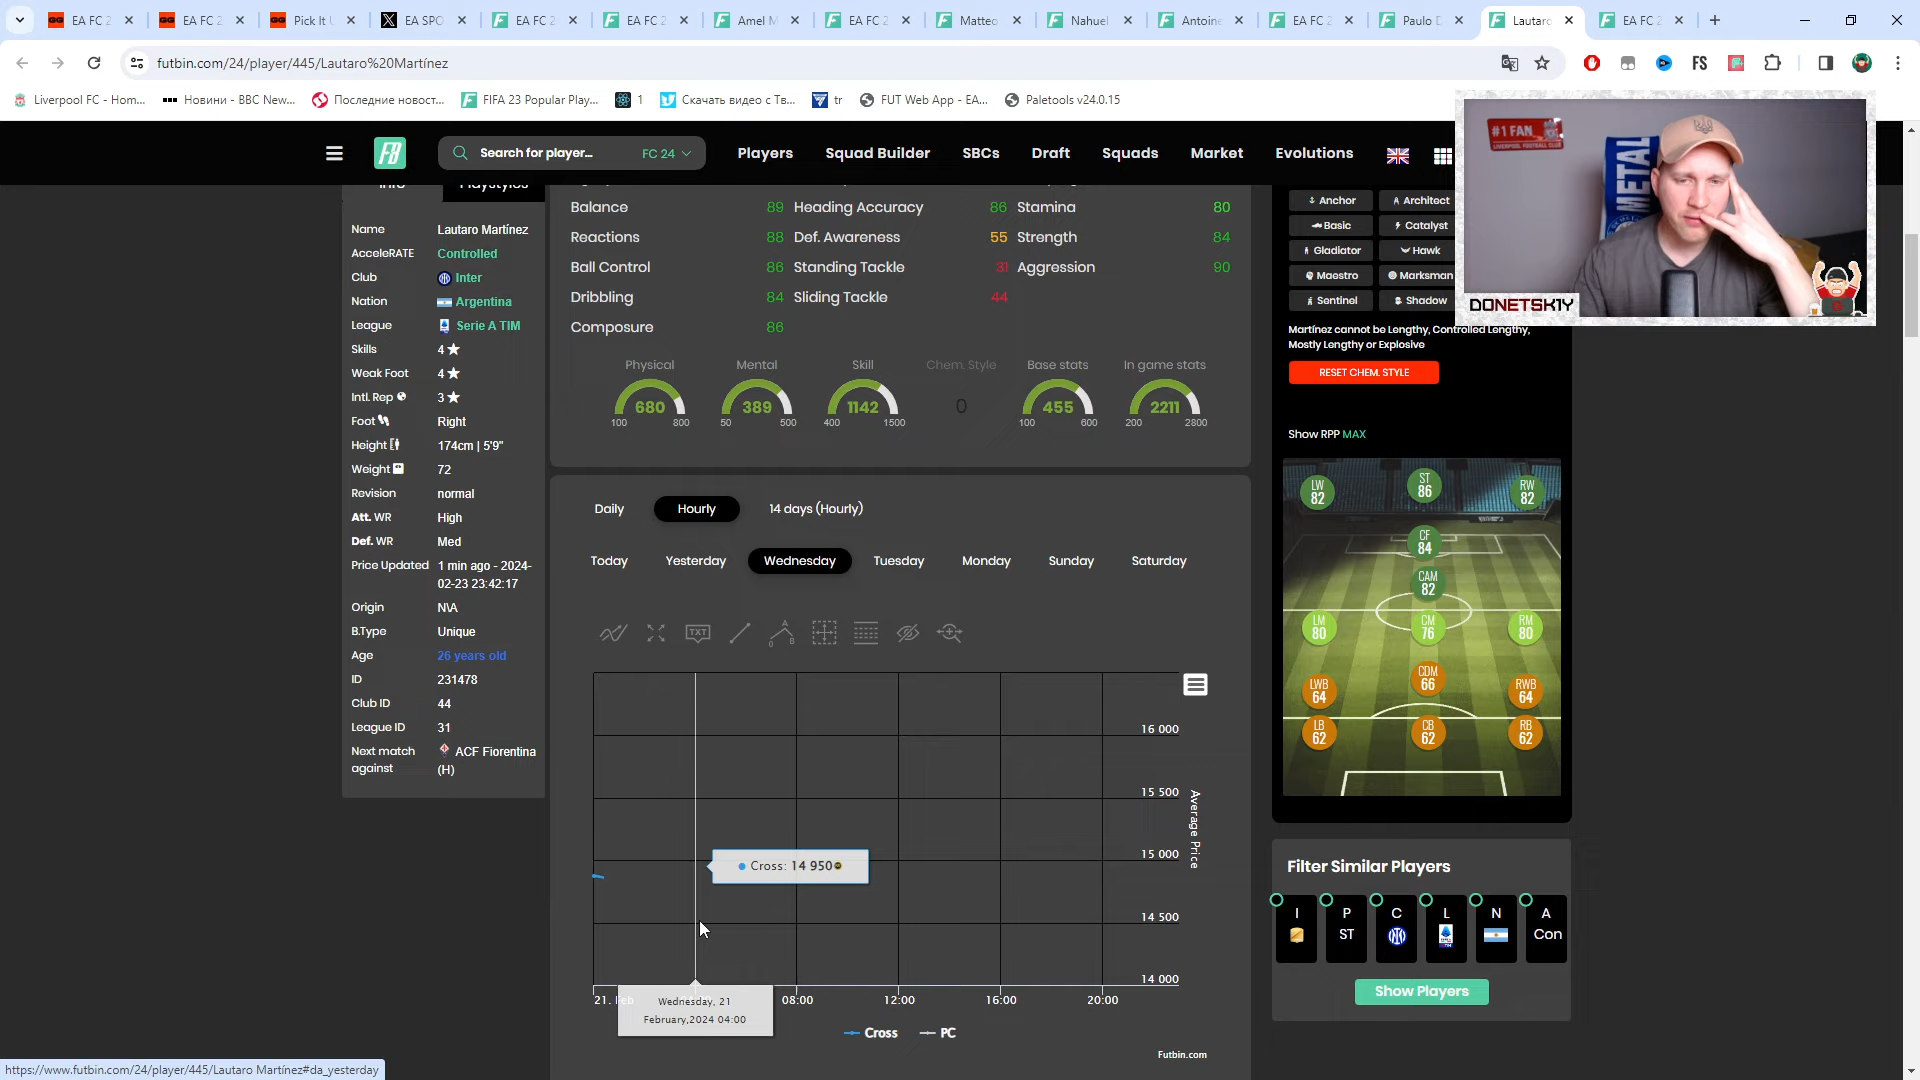 EA FC 2
EA FC 2
Pick It U
EA SPO
EA FC 2
EA FC 2
Amel M
EA FC 2
Matteo
Nahuel
Antoine
EA FC 2
Paulo D
Lautaro
EA FC 2
futbin.com/24/player/445/Lautaro%20Martínez
Liverpool FC - Hom...
Новини - BBC New...
Последние новост...
FIFA 23 Popular Play...
1
Скачать видео с Тв...
tr
FUT Web App - EA...
Paletools v24.0.15
FS
Search for player...
FC 24
Players
Squad Builder
SBCs
Draft
Squads
Market
Evolutions
#1 FAN
METAL
DONETSK1Y
Info
Playstyles
Name Lautaro Martínez
AcceleRATE Controlled
Club Inter
Nation Argentina
League Serie A TIM
Skills 4
Weak Foot 4
Intl. Rep 3
Foot Right
Height 174cm | 5'9"
Weight 72
Revision normal
Att. WR High
Def. WR Med
Price Updated 1 min ago - 2024-
02-23 23:42:17
Origin N\A
B.Type Unique
Age 26 years old
ID 231478
Club ID 44
League ID 31
Next match against ACF Fiorentina
(H)
Balance 89 Heading Accuracy 86 Stamina 80
Reactions 88 Def. Awareness 55 Strength 84
Ball Control 86 Standing Tackle 31 Aggression 90
Dribbling 84 Sliding Tackle 44
Composure 86
Physical Mental Skill Chem. Style Base stats In game stats
680 389 1142 0 455 2211
100 800 50 500 400 1500 100 600 200 2800
Daily Hourly 14 days (Hourly)
Today Yesterday Wednesday Tuesday Monday Sunday Saturday
TXT
A
0 B
16 000
15 500
15 000
14 500
14 000
Average Price
Cross: 14 950
21. Feb 08:00 12:00 16:00 20:00
Wednesday, 21
February,2024 04:00
Cross PC
Futbin.com
Anchor Architect
Basic Catalyst
Gladiator Hawk
Maestro Marksman
Sentinel Shadow
Martínez cannot be Lengthy, Controlled Lengthy,
Mostly Lengthy or Explosive
RESET CHEM. STYLE
Show RPP MAX
LW 82
ST 86
RW 82
CF 84
CAM 82
LM 80
CM 76
RM 80
CDM 66
LWB 64
RWB 64
LB 62
CB 62
RB 62
Filter Similar Players
I P C L N A
ST Con
Show Players
https://www.futbin.com/24/player/445/Lautaro Martínez#da_yesterday